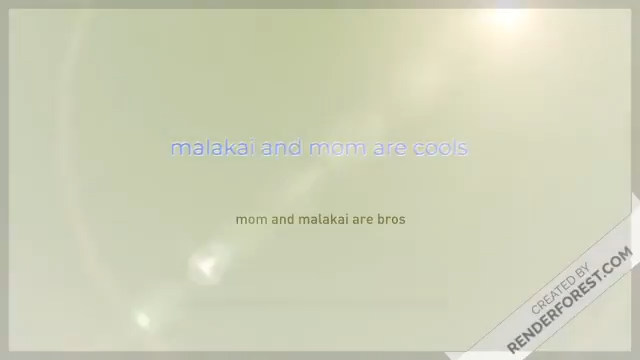 malakai and mom are cools
mom and malakai are bros
CREATED BY
RENDERFOREST.COM